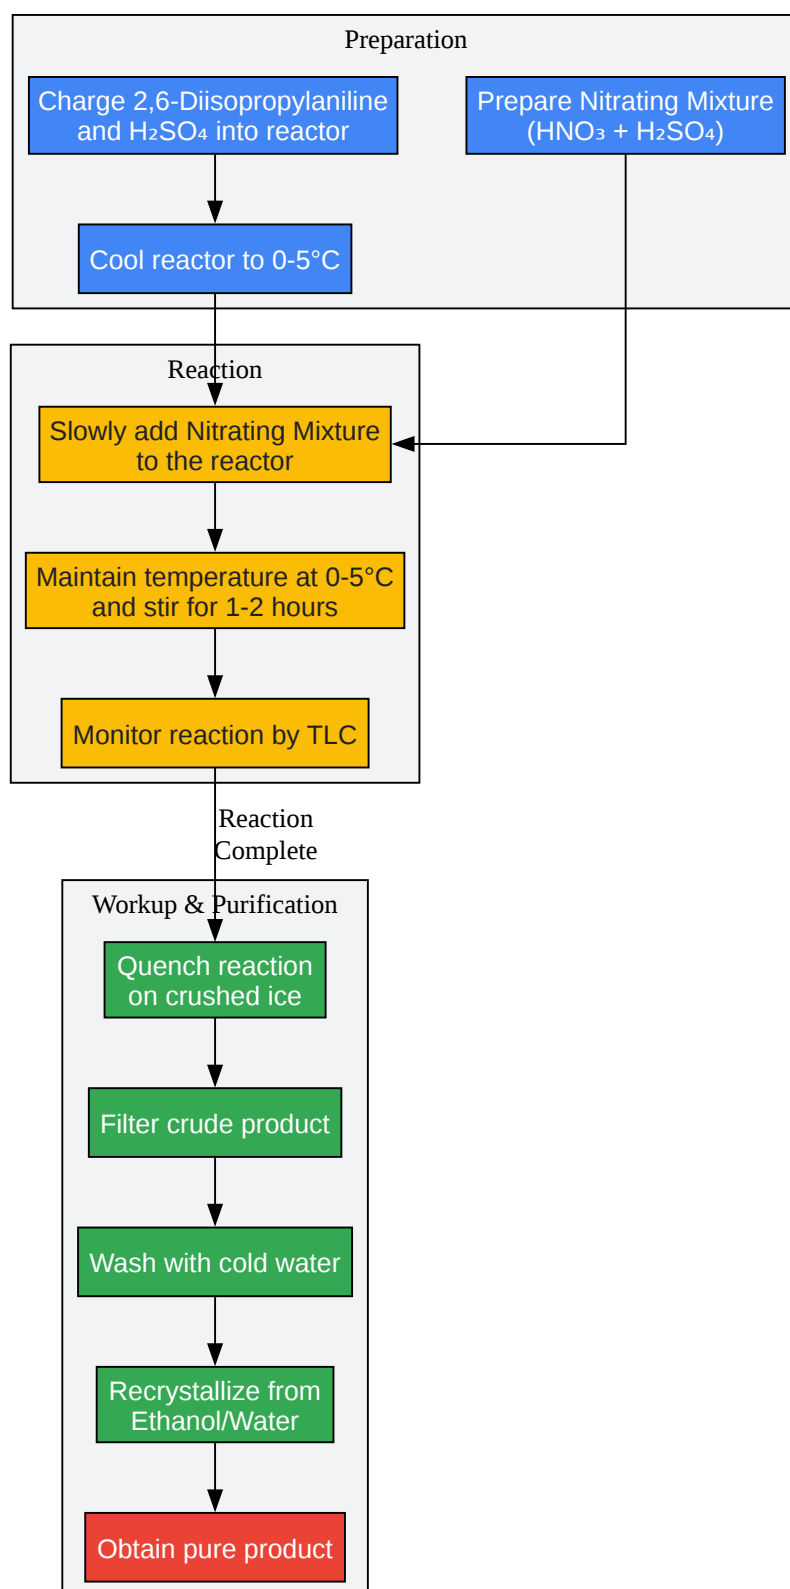 Preparation
Charge 2,6-Diisopropylaniline
and H₂SO₄ into reactor
Prepare Nitrating Mixture
(HNO₃ + H₂SO₄)
Cool reactor to 0-5°C
Reaction
Slowly add Nitrating Mixture
to the reactor
Maintain temperature at 0-5°C
and stir for 1-2 hours
Monitor reaction by TLC
Reaction
Complete
Workup & Purification
Quench reaction
on crushed ice
Filter crude product
Wash with cold water
Recrystallize from
Ethanol/Water
Obtain pure product